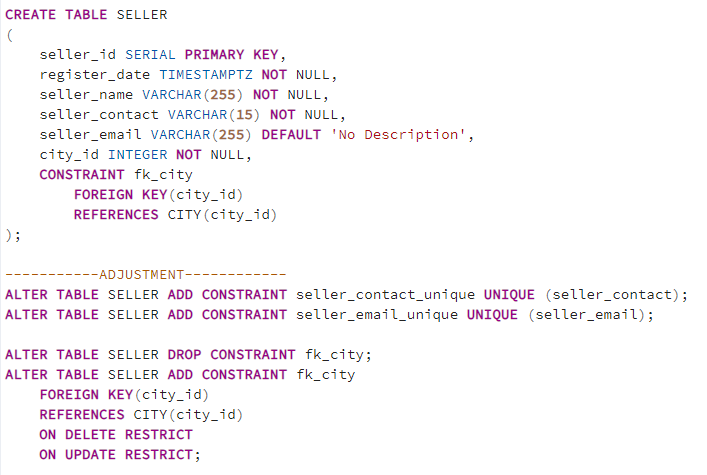 CREATE TABLE SELLER
(
    seller_id SERIAL PRIMARY KEY,
    register_date TIMESTAMPTZ NOT NULL,
    seller_name VARCHAR(255) NOT NULL,
    seller_contact VARCHAR(15) NOT NULL,
    seller_email VARCHAR(255) DEFAULT 'No Description',
    city_id INTEGER NOT NULL,
    CONSTRAINT fk_city
        FOREIGN KEY(city_id)
        REFERENCES CITY(city_id)
);
-----------ADJUSTMENT------------
ALTER TABLE SELLER ADD CONSTRAINT seller_contact_unique UNIQUE (seller_contact);
ALTER TABLE SELLER ADD CONSTRAINT seller_email_unique UNIQUE (seller_email);
ALTER TABLE SELLER DROP CONSTRAINT fk_city;
ALTER TABLE SELLER ADD CONSTRAINT fk_city
    FOREIGN KEY(city_id)
    REFERENCES CITY(city_id)
    ON DELETE RESTRICT
    ON UPDATE RESTRICT;